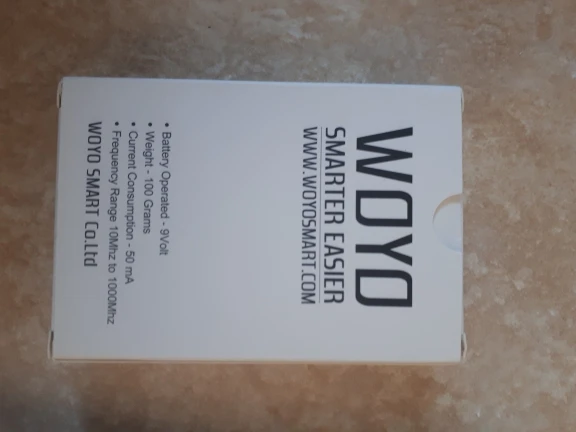 WOYO
SMARTER EASIER
WWW.WOYOSMART.COM
• Battery Operated - 9Volt
• Weight - 100 Grams
• Current Consumption - 50 mA
• Frequency Range 10Mhz to 1000Mhz
WOYO SMART Co.Ltd